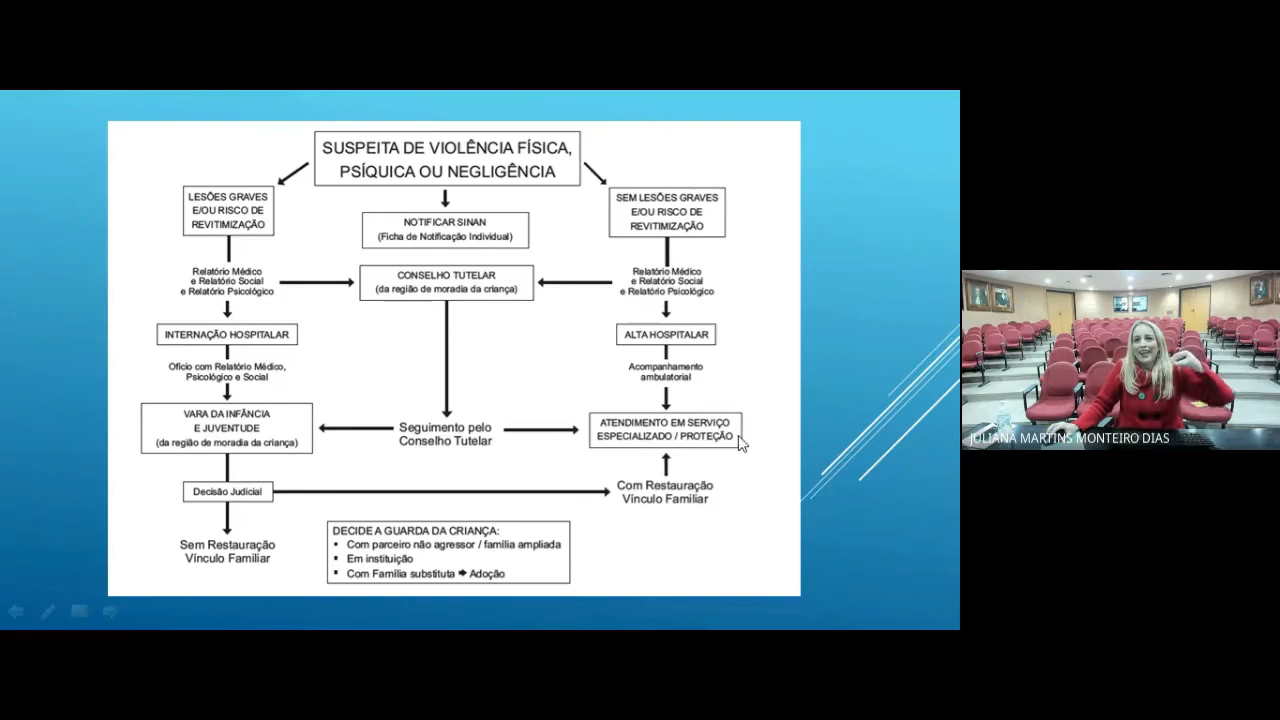 SUSPEITA DE VIOLÊNCIA FÍSICA,
PSÍQUICA OU NEGLIGÊNCIA
LESÕES GRAVES
E/OU RISCO DE
REVITIMIZAÇÃO
NOTIFICAR SINAN
(Ficha de Notificação Individual)
SEM LESÕES GRAVES
E/OU RISCO DE
REVITIMIZAÇÃO
Relatório Médico
e Relatório Social
e Relatório Psicológico
CONSELHO TUTELAR
(da região de moradia da criança)
Relatório Médico
e Relatório Social
e Relatório Psicológico
INTERNAÇÃO HOSPITALAR
ALTA HOSPITALAR
Ofício com Relatório Médico,
Psicológico e Social
Acompanhamento
ambulatorial
VARA DA INFÂNCIA
E JUVENTUDE
(da região de moradia da criança)
Seguimento pelo
Conselho Tutelar
ATENDIMENTO EM SERVIÇO
ESPECIALIZADO / PROTEÇÃO
Decisão Judicial
Com Restauração
Vínculo Familiar
Sem Restauração
Vínculo Familiar
DECIDE A GUARDA DA CRIANÇA:
▪ Com parceiro não agressor / família ampliada
▪ Em instituição
▪ Com Família substituta ➔ Adoção
JULIANA MARTINS MONTEIRO DIAS